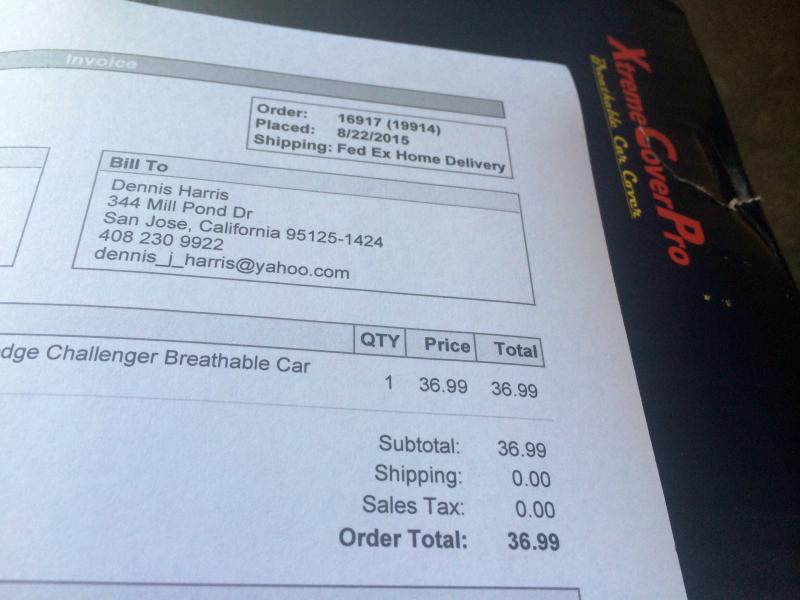 Invoice
Order: 16917 (19914)
Placed: 8/22/2015
Shipping: Fed Ex Home Delivery
Bill To
Dennis Harris
344 Mill Pond Dr
San Jose, California 95125-1424
408 230 9922
dennis_j_harris@yahoo.com
QTY Price Total
dge Challenger Breathable Car 1 36.99 36.99
Subtotal: 36.99
Shipping: 0.00
Sales Tax: 0.00
Order Total: 36.99
XtremeCoverPro
Breathable Car Cover